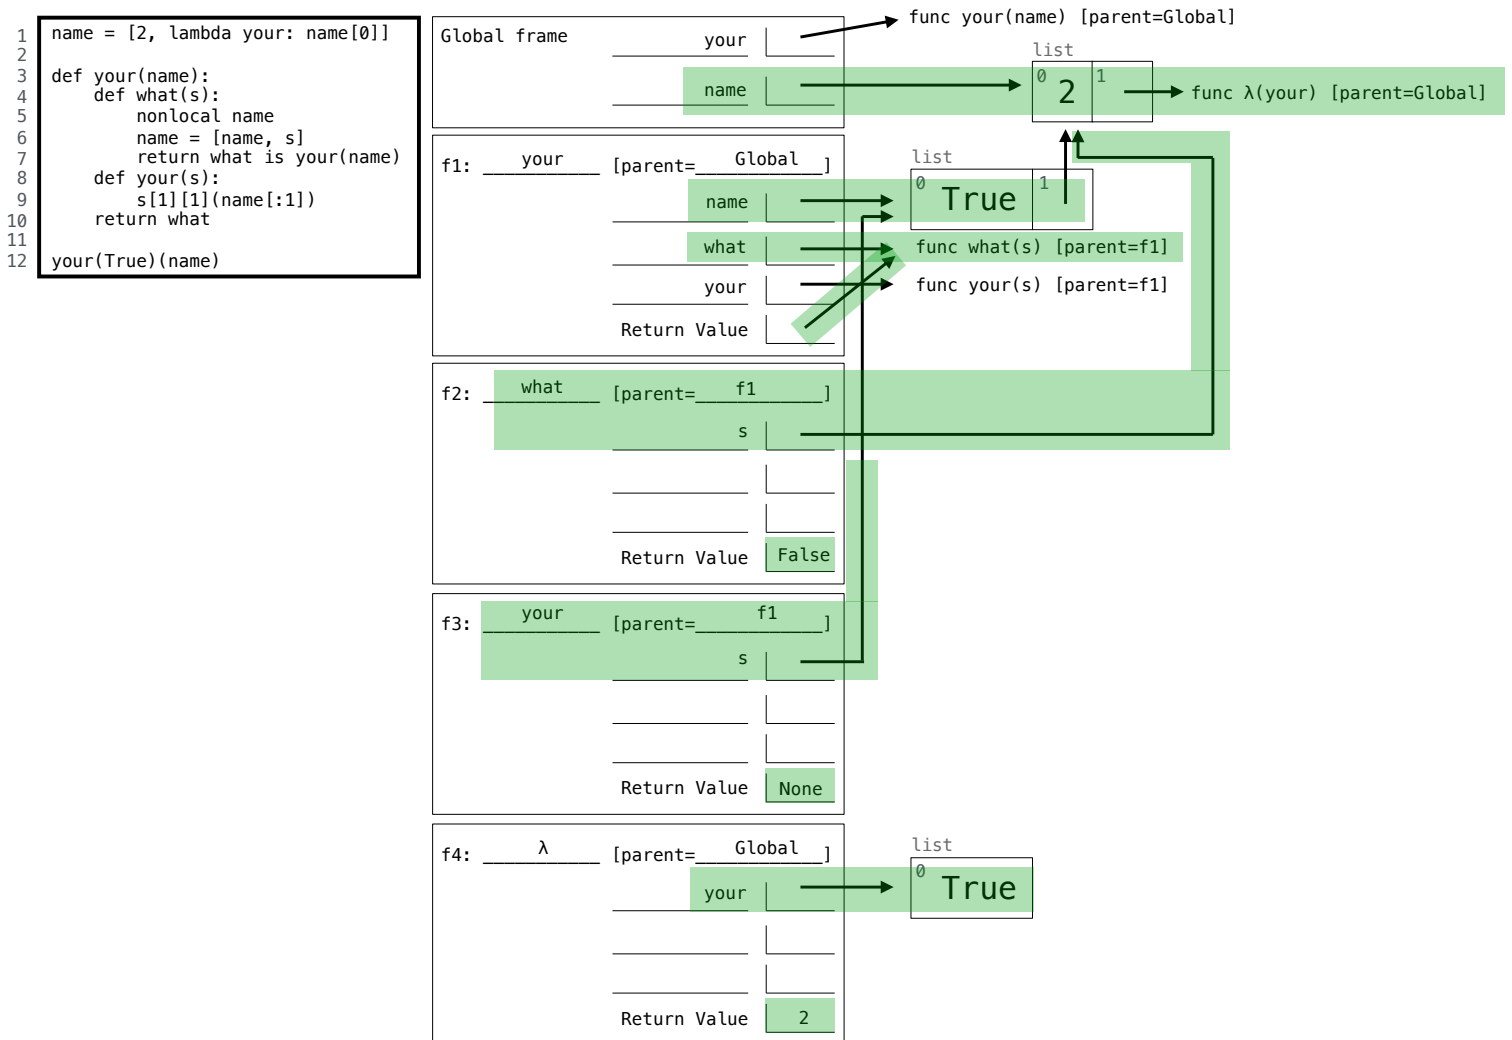 1 name = [2, lambda your: name[0]]
2
3 def your(name):
4     def what(s):
5         nonlocal name
6         name = [name, s]
7         return what is your(name)
8     def your(s):
9         s[1][1](name[:1])
10     return what
11
12 your(True)(name)
Global frame
your
func your(name) [parent=Global]
name
list
0 2 1
func λ(your) [parent=Global]
f1: your [parent=Global]
name
list
0 True 1
what
func what(s) [parent=f1]
your
func your(s) [parent=f1]
Return Value
f2: what [parent=f1]
s
Return Value False
f3: your [parent=f1]
s
Return Value None
f4: λ [parent=Global]
your
list
0 True
Return Value 2